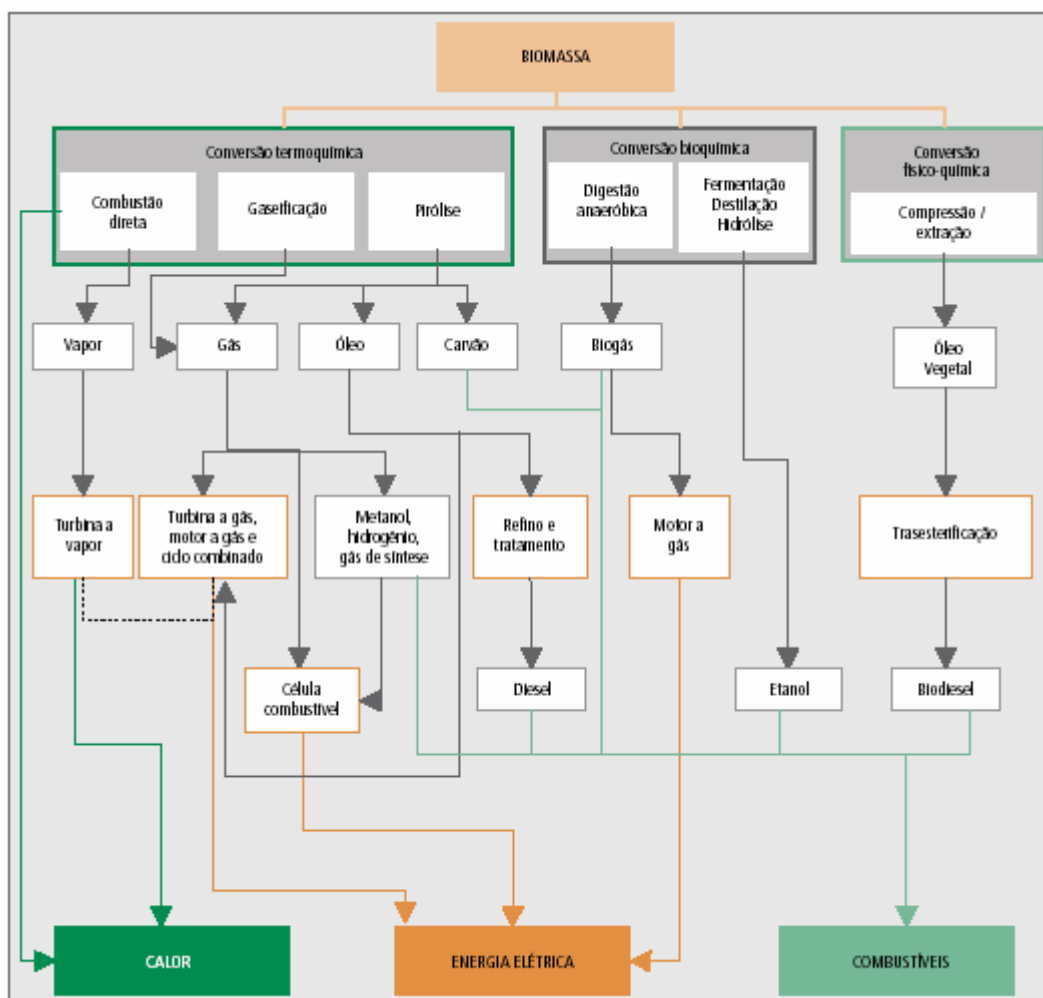 BIOMASSA
Conversão termoquímica
Combustão
direta
Gaseificação
Pirólise
Conversão bioquímica
Digestão
anaeróbica
Fermentação
Destilação
Hidrólise
Conversão
físico-química
Compressão /
extração
Vapor
Gás
Óleo
Carvão
Biogás
Óleo
Vegetal
Turbina a
vapor
Turbina a gás,
motor a gás e
ciclo combinado
Metanol,
hidrogênio,
gás de síntese
Refino e
tratamento
Motor a
gás
Trasesterificação
Célula
combustível
Diesel
Etanol
Biodiesel
CALOR
ENERGIA ELÉTRICA
COMBUSTÍVEIS